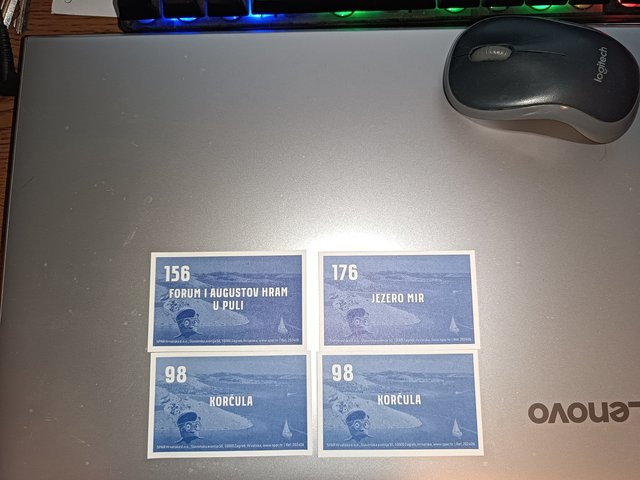 logitech
156
FORUM I AUGUSTOV HRAM
U PULI
176
JEZERO MIR
98
KORČULA
98
KORČULA
Lenovo